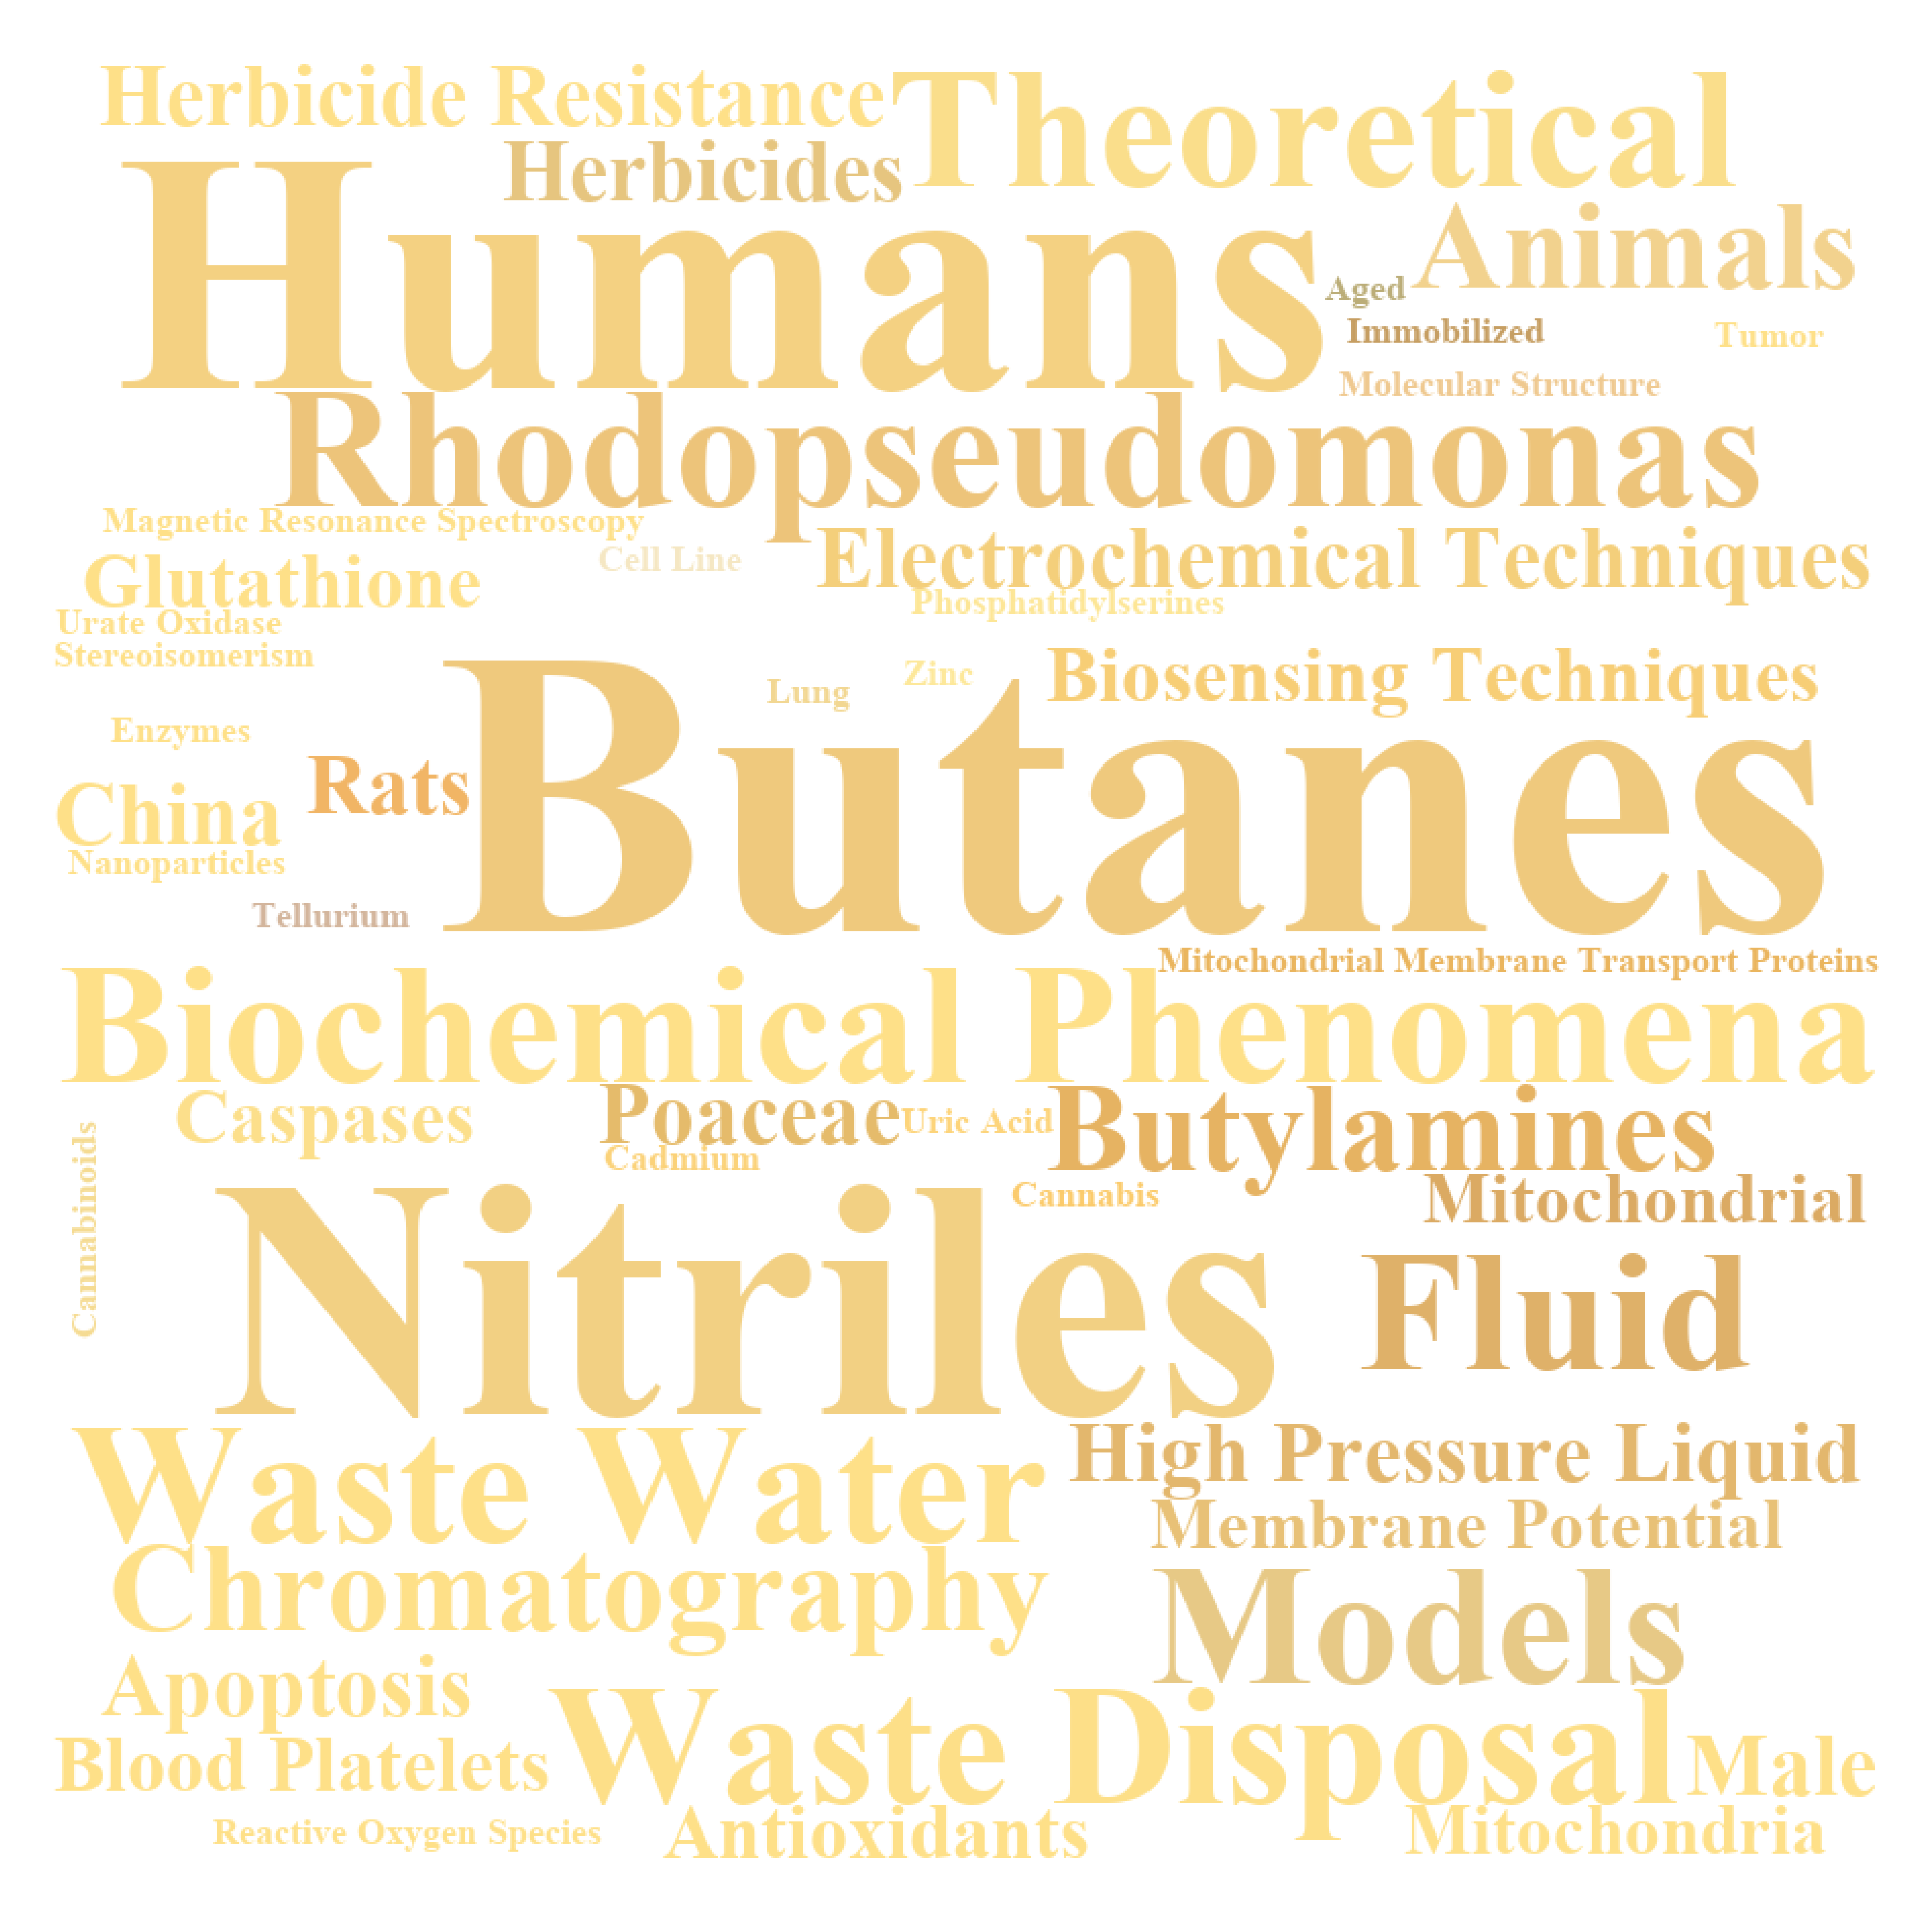 Herbicide Resistance
Theoretical
Herbicides
Humans
Animals
Aged
Immobilized
Tumor
Molecular Structure
Rhodopseudomonas
Magnetic Resonance Spectroscopy
Electrochemical Techniques
Cell Line
Glutathione
Phosphatidylserines
Urate Oxidase
Stereoisomerism
Biosensing Techniques
Zinc
Lung
Butanes
Enzymes
Rats
China
Nanoparticles
Tellurium
Mitochondrial Membrane Transport Proteins
Biochemical Phenomena
Caspases
Poaceae
Uric Acid
Butylamines
Cadmium
Cannabinoids
Cannabis
Mitochondrial
Nitriles
Fluid
Waste Water
High Pressure Liquid
Membrane Potential
Chromatography
Models
Apoptosis
Waste Disposal
Blood Platelets
Male
Reactive Oxygen Species
Antioxidants
Mitochondria